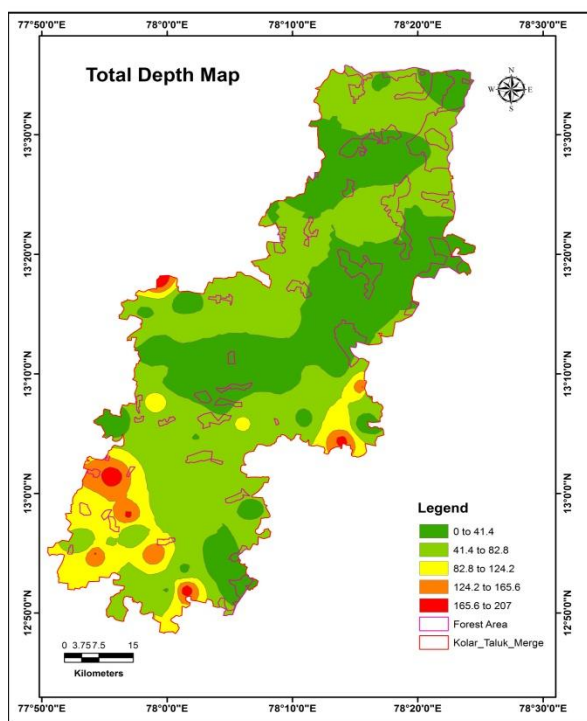 77°50'0"E 78°0'0"E 78°10'0"E 78°20'0"E 78°30'0"E
Total Depth Map
N
W E
S
13°30'0"N 13°30'0"N
13°20'0"N 13°20'0"N
13°10'0"N 13°10'0"N
13°0'0"N 13°0'0"N
12°50'0"N 12°50'0"N
Legend
0 to 41.4
41.4 to 82.8
82.8 to 124.2
124.2 to 165.6
165.6 to 207
Forest Area
Kolar_Taluk_Merge
0 3.75 7.5 15
Kilometers
77°50'0"E 78°0'0"E 78°10'0"E 78°20'0"E 78°30'0"E